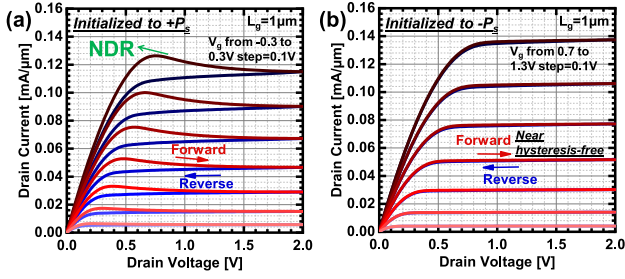 (a)
Initialized to +Ps
Lg=1μm
NDR
Vg from -0.3 to
0.3V step=0.1V
Forward
Reverse
Drain Current [mA/μm]
0.16
0.14
0.12
0.10
0.08
0.06
0.04
0.02
0.00
0.0 0.5 1.0 1.5 2.0
Drain Voltage [V]
(b)
Initialized to -Ps
Lg=1μm
Vg from 0.7 to
1.3V step=0.1V
Forward
Near
hysteresis-free
Reverse
Drain Current [mA/μm]
0.16
0.14
0.12
0.10
0.08
0.06
0.04
0.02
0.00
0.0 0.5 1.0 1.5 2.0
Drain Voltage [V]